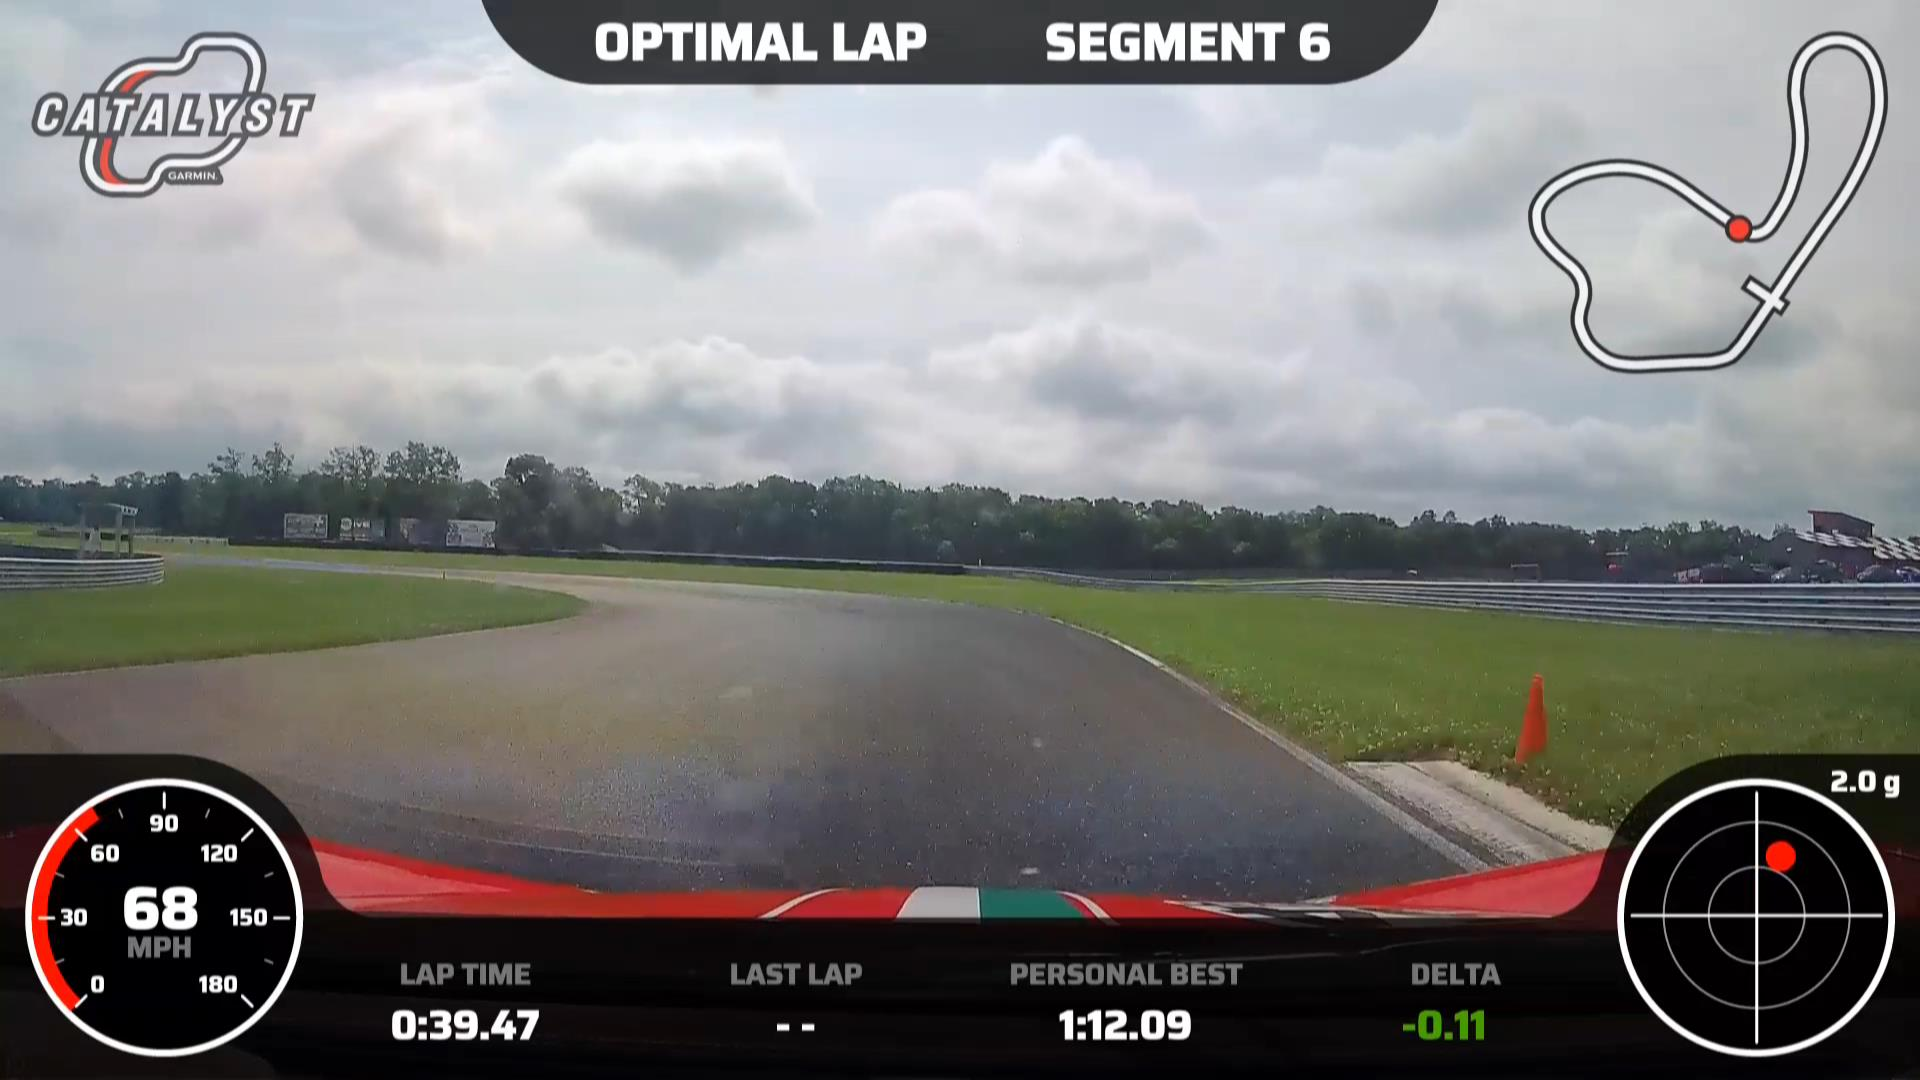 OPTIMAL LAP SEGMENT 6
CATALYST
GARMIN
2.0 g
90
60 120
30 68 150
MPH
0 180
LAP TIME LAST LAP PERSONAL BEST DELTA
0:39.47 -- 1:12.09 -0.11